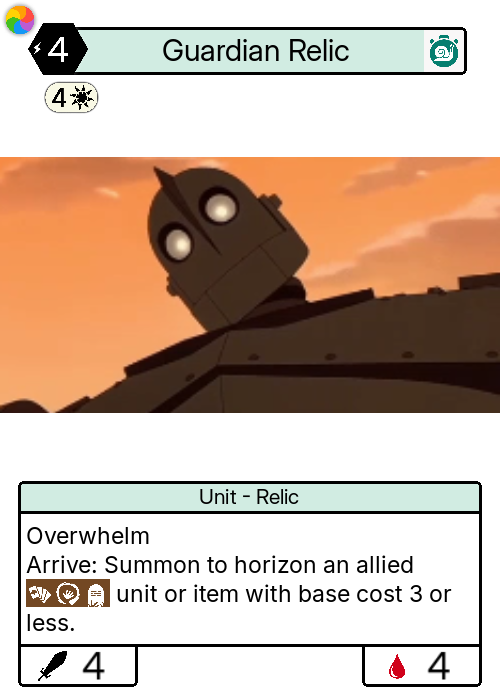 4
Guardian Relic
4
Unit - Relic
Overwhelm
Arrive: Summon to horizon an allied
unit or item with base cost 3 or
less.
4
4